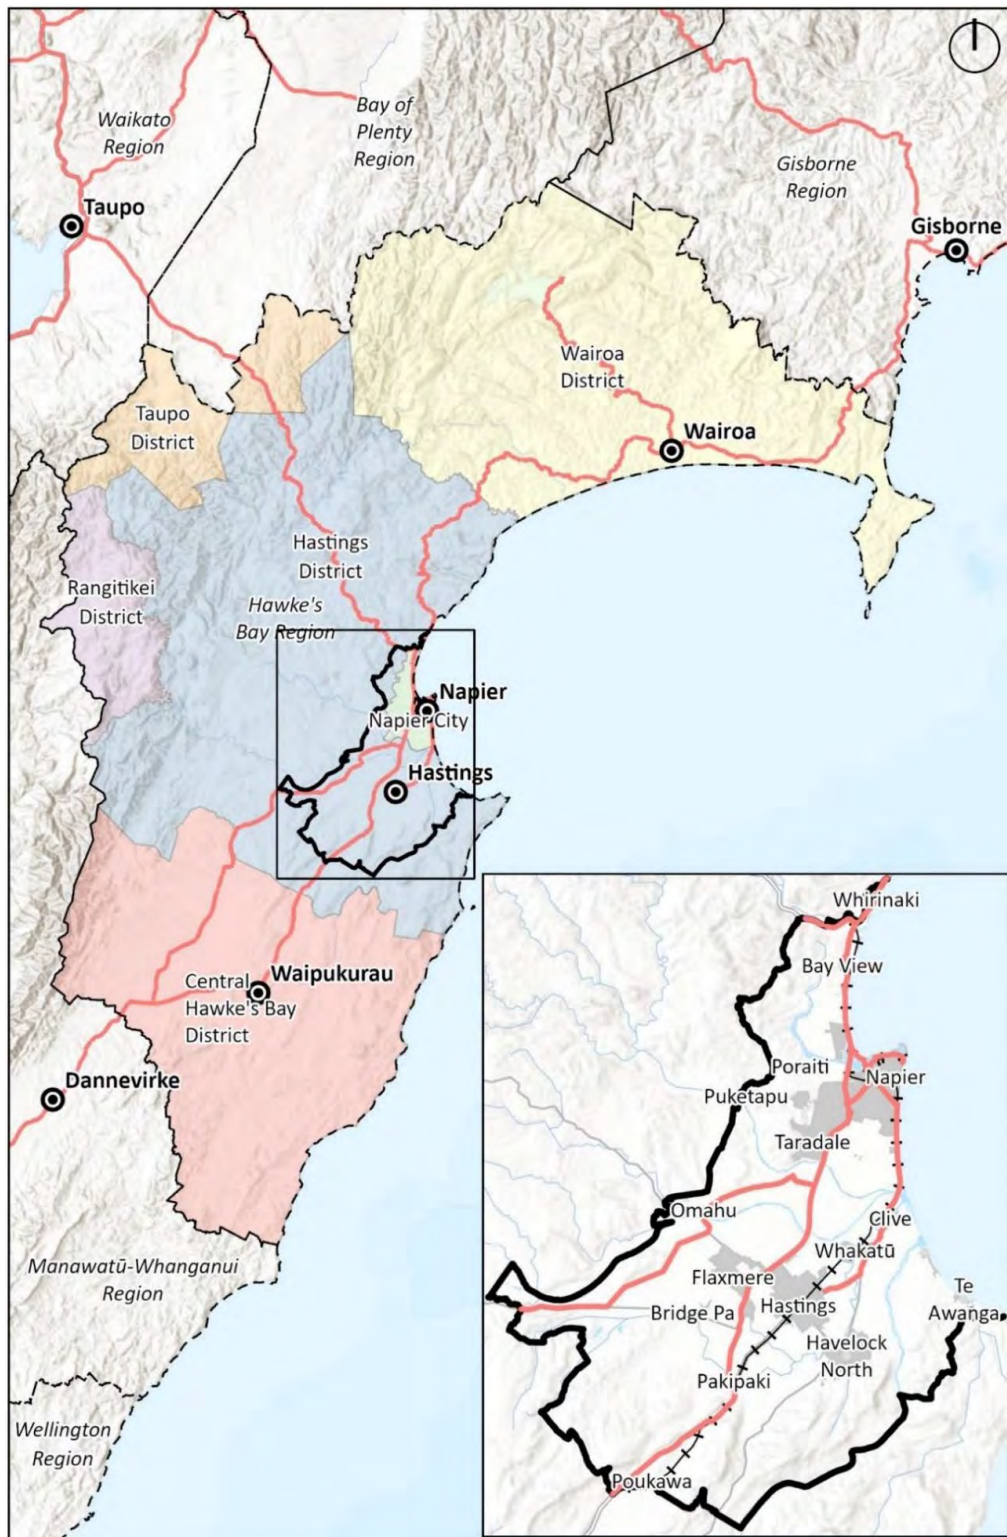 Waikato
Region
Bay of
Plenty
Region
Gisborne
Region
Taupo
Gisborne
Wairoa
District
Taupo
District
Wairoa
Hastings
District
Rangitikei
District
Hawke's
Bay Region
Napier
Napier City
Hastings
Waipukurau
Central
Hawke's Bay
District
Dannevirke
Manawatū-Whanganui
Region
Wellington
Region
Whirinaki
Bay View
Poraiti
Napier
Puketapu
Taradale
Omahu
Clive
Whakatū
Flaxmere
Te
Awanga
Bridge Pa
Hastings
Havelock
North
Pakipaki
Poukawa